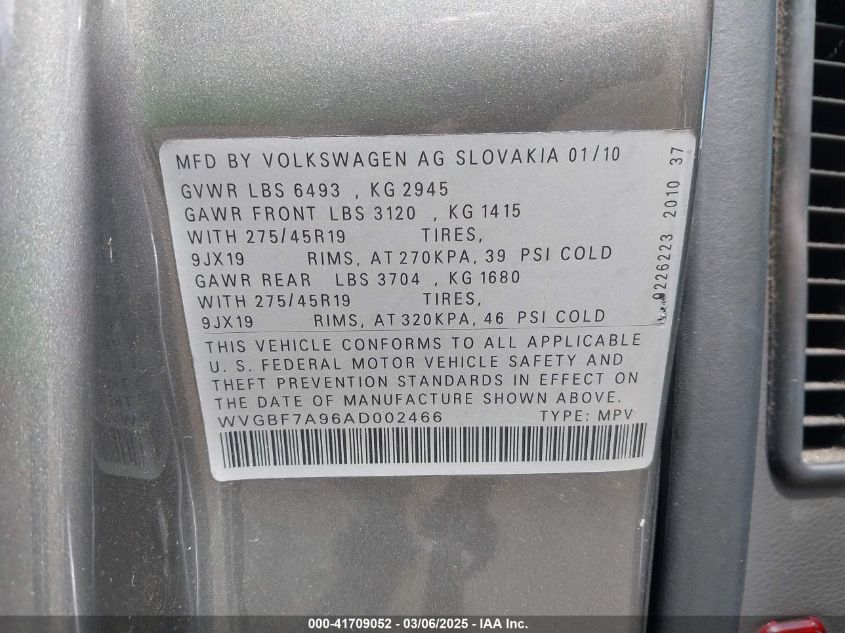 MFD BY VOLKSWAGEN AG SLOVAKIA 01/10
GVWR LBS 6493 , KG 2945
GAWR FRONT LBS 3120 , KG 1415
WITH 275/45R19 TIRES,
9JX19 RIMS, AT 270KPA, 39 PSI COLD
GAWR REAR LBS 3704 , KG 1680
WITH 275/45R19 TIRES,
9JX19 RIMS, AT 320KPA, 46 PSI COLD
THIS VEHICLE CONFORMS TO ALL APPLICABLE
U. S. FEDERAL MOTOR VEHICLE SAFETY AND
THEFT PREVENTION STANDARDS IN EFFECT ON
THE DATE OF MANUFACTURE SHOWN ABOVE.
WVGBF7A96AD002466 TYPE: MPV
9226223 2010 37
000-41709052 - 03/06/2025 - IAA Inc.